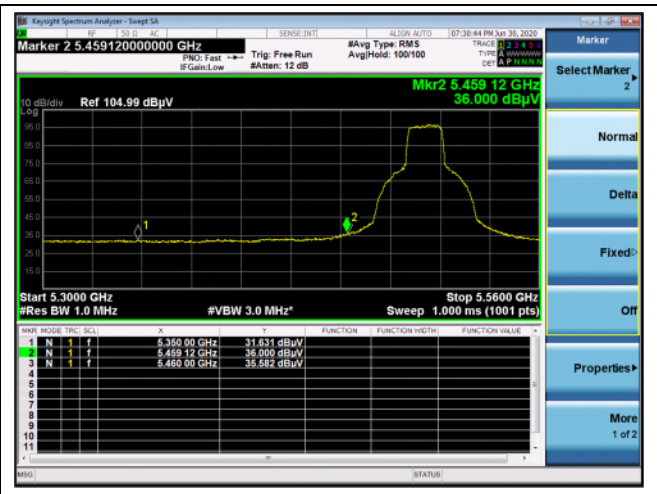 Keysight Spectrum Analyzer - Swept SA
RF 50 Ω AC SENSE:INT ALIGN AUTO 07:30:44 PM Jun 30, 2020
Marker 2 5.459120000000 GHz
PNO: Fast
IFGain:Low
Trig: Free Run
#Atten: 12 dB
#Avg Type: RMS
Avg|Hold: 100/100
TRACE 1 2 3 4 5 6
TYPE A WWWWW
DET A P N N N N
Mkr2 5.459 12 GHz
36.000 dBµV
10 dB/div Ref 104.99 dBµV
Log
95.0
85.0
75.0
65.0
55.0
45.0
35.0
25.0
15.0
1
2
Start 5.3000 GHz Stop 5.5600 GHz
#Res BW 1.0 MHz #VBW 3.0 MHz* Sweep 1.000 ms (1001 pts)
MKR MODE TRC SCL X Y FUNCTION FUNCTION WIDTH FUNCTION VALUE
1 N 1 f 5.350 00 GHz 31.631 dBµV
2 N 1 f 5.459 12 GHz 36.000 dBµV
3 N 1 f 5.460 00 GHz 35.582 dBµV
4
5
6
7
8
9
10
11
MSG STATUS
Marker
Select Marker
2
Normal
Delta
Fixed
Off
Properties
More
1 of 2